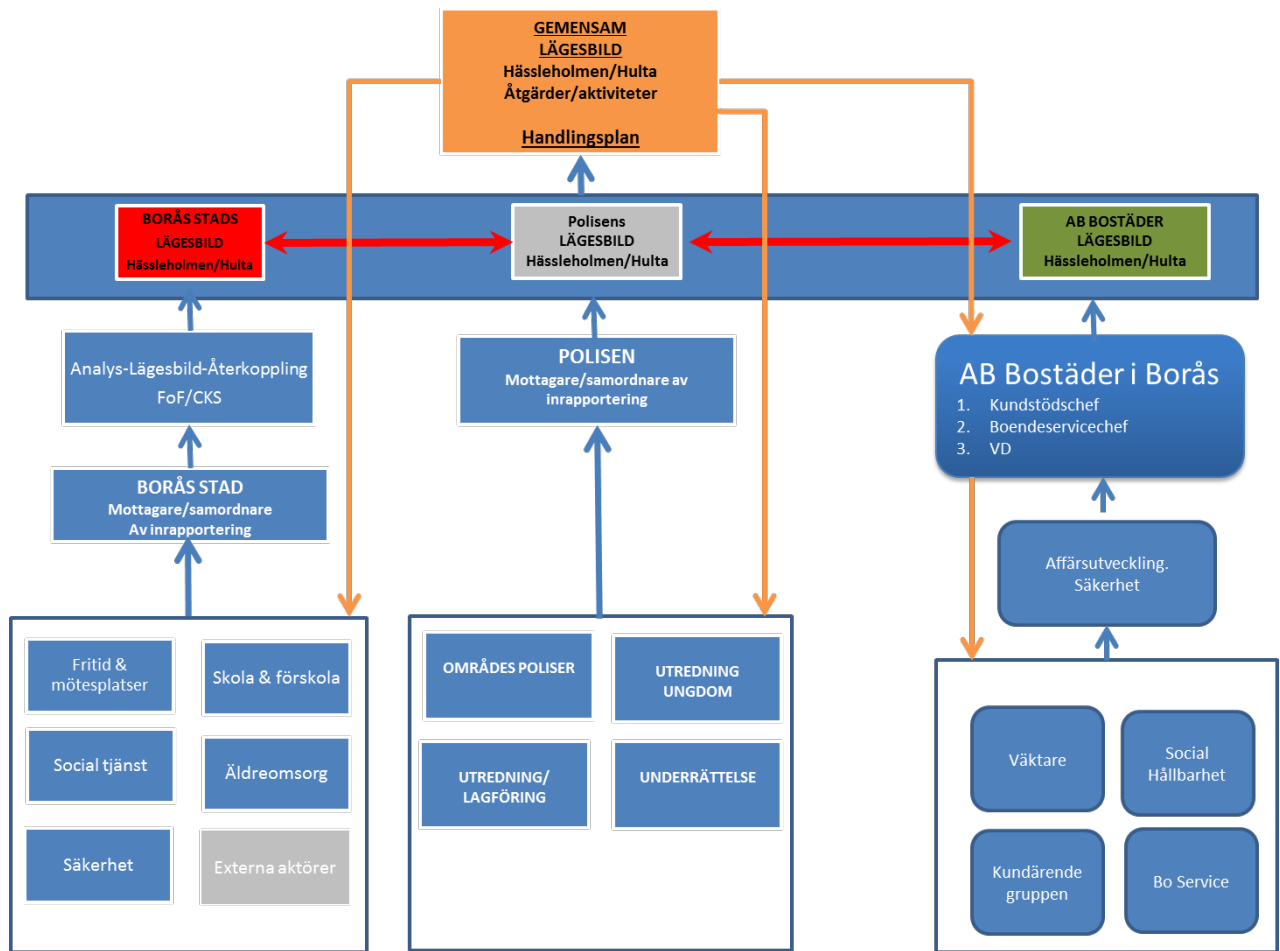 GEMENSAM
LÄGESBILD
Hässleholmen/Hulta
Åtgärder/aktiviteter
Handlingsplan
BORÅS STADS
LÄGESBILD
Hässleholmen/Hulta
Polisens
LÄGESBILD
Hässleholmen/Hulta
AB BOSTÄDER
LÄGESBILD
Hässleholmen/Hulta
Analys-Lägesbild-Återkoppling
FoF/CKS
POLISEN
Mottagare/samordnare av
inrapportering
AB Bostäder i Borås
1. Kundstödschef
2. Boendeservicechef
3. VD
BORÅS STAD
Mottagare/samordnare
Av inrapportering
Affärsutveckling.
Säkerhet
Fritid &
mötesplatser
Skola & förskola
Social tjänst
Äldreomsorg
Säkerhet
Externa aktörer
OMRÅDES POLISER
UTREDNING
UNGDOM
UTREDNING/
LAGFÖRING
UNDERRÄTTELSE
Väktare
Social
Hållbarhet
Kundärende
gruppen
Bo Service